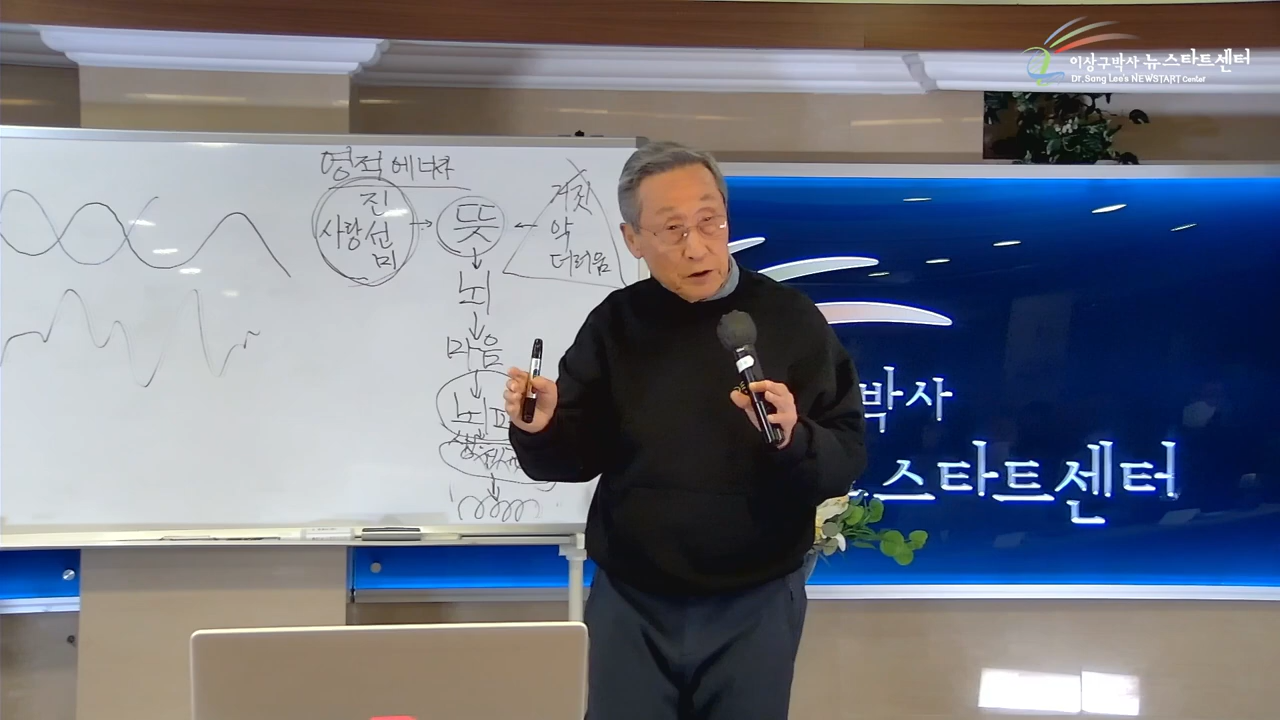 이상구박사 뉴스타트센터
Dr. Sang Lee's NEWSTART Center
영적 에너지
진
사랑 선
미
뜻
거짓
악
더러움
뇌
마음
뇌파
박사
스타트센터